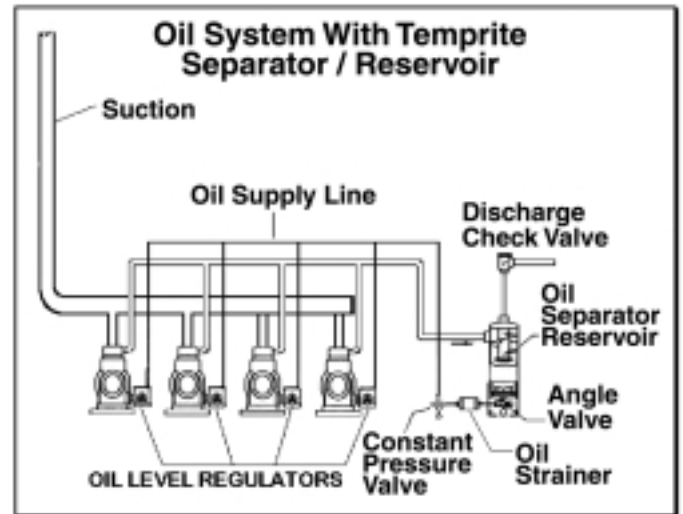 Oil System With Temprite
Separator / Reservoir
Suction
Oil Supply Line
Discharge
Check Valve
Oil
Separator
Reservoir
Angle
Valve
Constant
Pressure
Valve
Oil
Strainer
OIL LEVEL REGULATORS